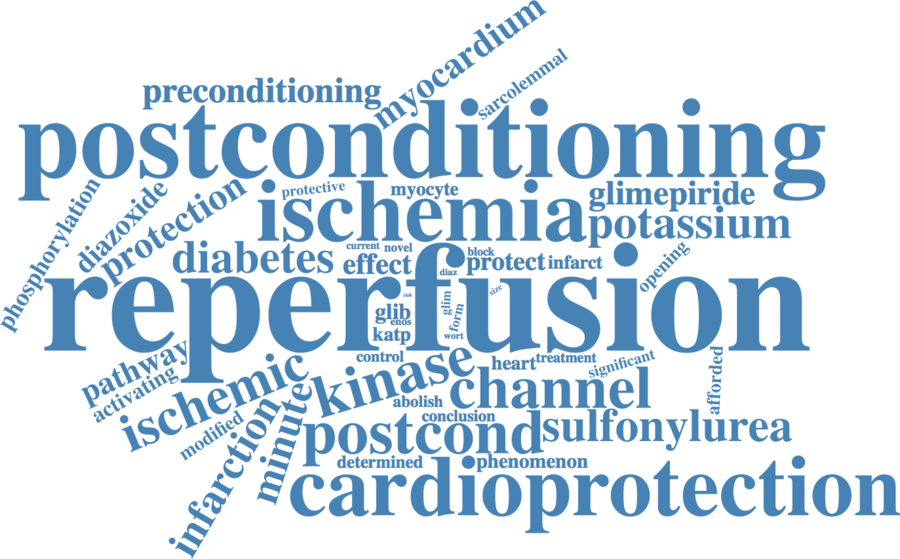 myocardium
sarcolemmal
preconditioning
postconditioning
phosphorylation
diazoxide
protection
protective
myocyte
ischemia
glimepiride
potassium
current
novel
block
diabetes
effect
diaz
protect
infarct
opening
reperfusion
size
glim
form
glib
enos
katp
wort
control
pathway
activating
ischemic
kinase
heart
treatment
significant
afforded
channel
abolish
modified
infarction
minute
conclusion
postcond
sulfonylurea
determined
phenomenon
cardioprotection